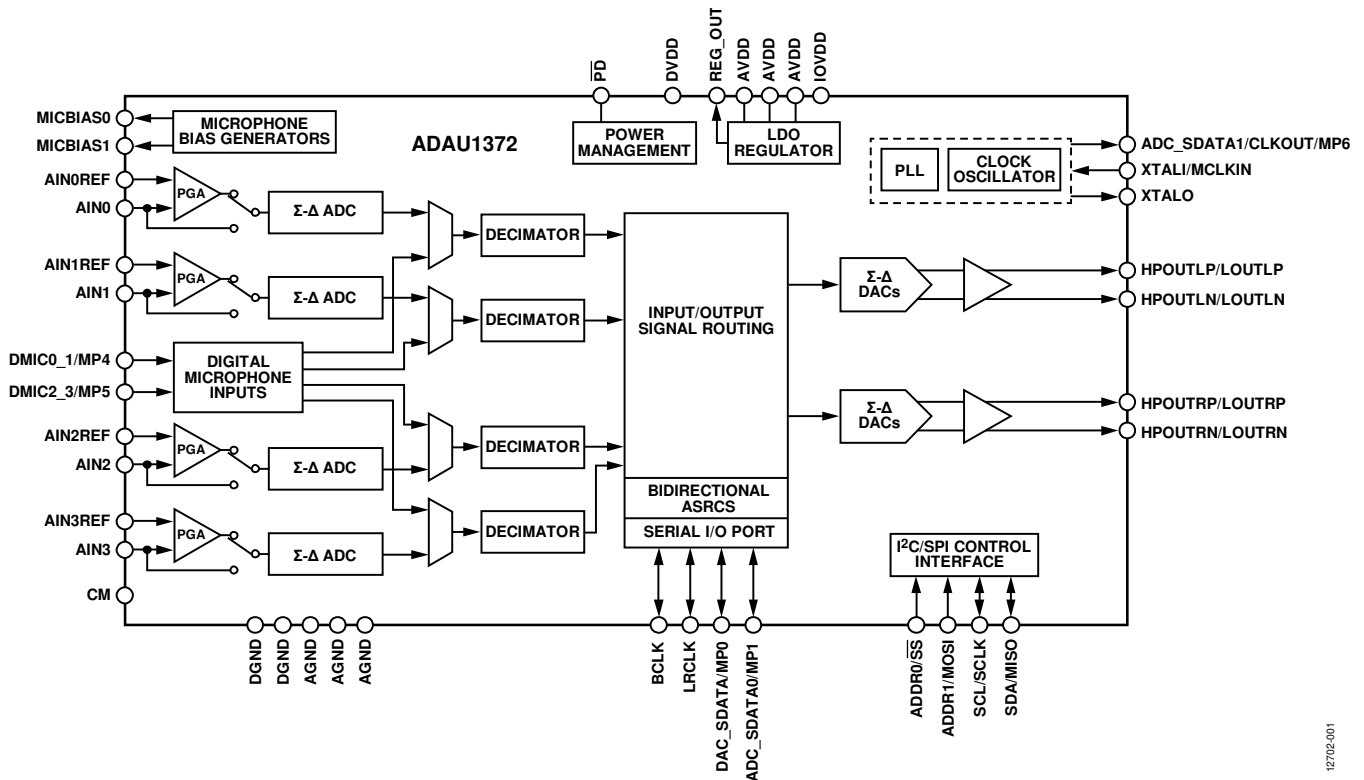 PD
DVDD
REG_OUT
AVDD
AVDD
AVDD
IOVDD
MICBIAS0
MICBIAS1
MICROPHONE
BIAS GENERATORS
ADAU1372
POWER
MANAGEMENT
LDO
REGULATOR
PLL
CLOCK
OSCILLATOR
ADC_SDATA1/CLKOUT/MP6
XTALI/MCLKIN
XTALO
AIN0REF
AIN0
PGA
Σ-Δ ADC
DECIMATOR
AIN1REF
AIN1
PGA
Σ-Δ ADC
DECIMATOR
INPUT/OUTPUT
SIGNAL ROUTING
Σ-Δ
DACs
HPOUTLP/LOUTLP
HPOUTLN/LOUTLN
DMIC0_1/MP4
DMIC2_3/MP5
DIGITAL
MICROPHONE
INPUTS
AIN2REF
AIN2
PGA
Σ-Δ ADC
DECIMATOR
Σ-Δ
DACs
HPOUTRP/LOUTRP
HPOUTRN/LOUTRN
AIN3REF
AIN3
PGA
Σ-Δ ADC
DECIMATOR
BIDIRECTIONAL
ASRCS
SERIAL I/O PORT
I²C/SPI CONTROL
INTERFACE
CM
DGND
DGND
AGND
AGND
AGND
BCLK
LRCLK
DAC_SDATA/MP0
ADC_SDATA0/MP1
ADDR0/SS
ADDR1/MOSI
SCL/SCLK
SDA/MISO
12702-001